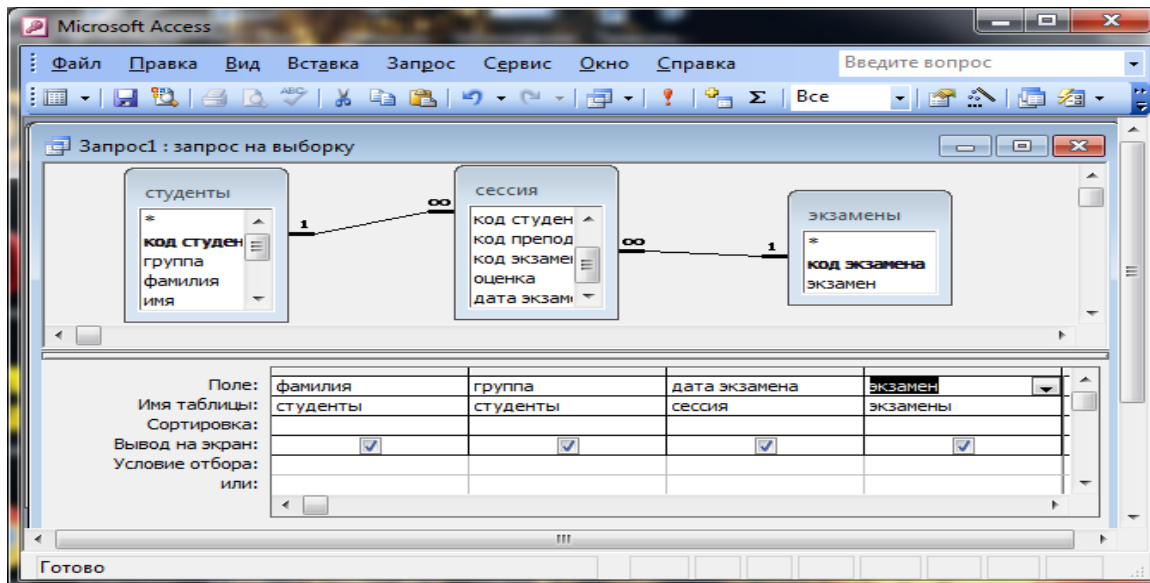 Microsoft Access
Файл Правка Вид Вставка Запрос Сервис Окно Справка Введите вопрос
Все
Запрос1 : запрос на выборку
студенты
*
код студен
группа
фамилия
имя
1
∞
сессия
код студен
код препод
код экзамен
оценка
дата экзам
∞
1
экзамены
*
код экзамена
экзамен
Поле: фамилия группа дата экзамена экзамен
Имя таблицы: студенты студенты сессия экзамены
Сортировка:
Вывод на экран:
Условие отбора:
или:
Готово